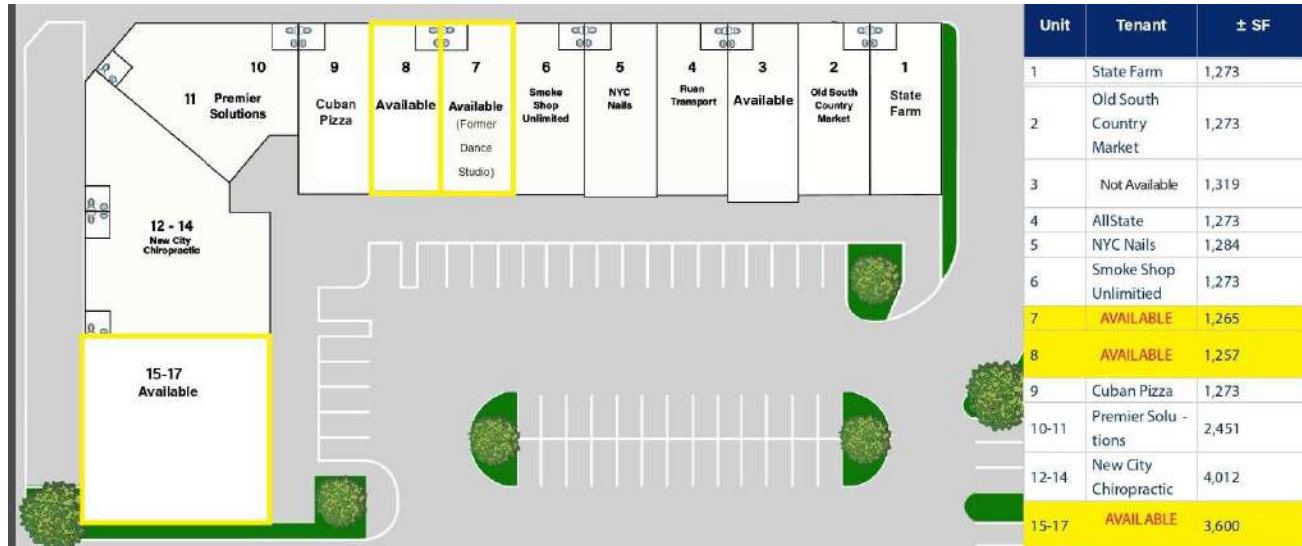 10
11 Premier
Solutions
9
Cuban
Pizza
8
Available
7
Available
(Former
Dance
Studio)
6
Smoke
Shop
Unlimited
5
NYC
Nails
4
Ruan
Transport
3
Available
2
Old South
Country
Market
1
State
Farm
12 - 14
New City
Chiropractic
15-17
Available
Unit Tenant ± SF
1 State Farm 1,273
Old South
2 Country 1,273
Market
3 Not Available 1,319
4 AllState 1,273
5 NYC Nails 1,284
Smoke Shop
6 1,273
Unlimitied
7 AVAILABLE 1,265
8 AVAILABLE 1,257
9 Cuban Pizza 1,273
Premier Solu -
10-11 2,451
tions
New City
12-14 4,012
Chiropractic
15-17 AVAILABLE 3,600